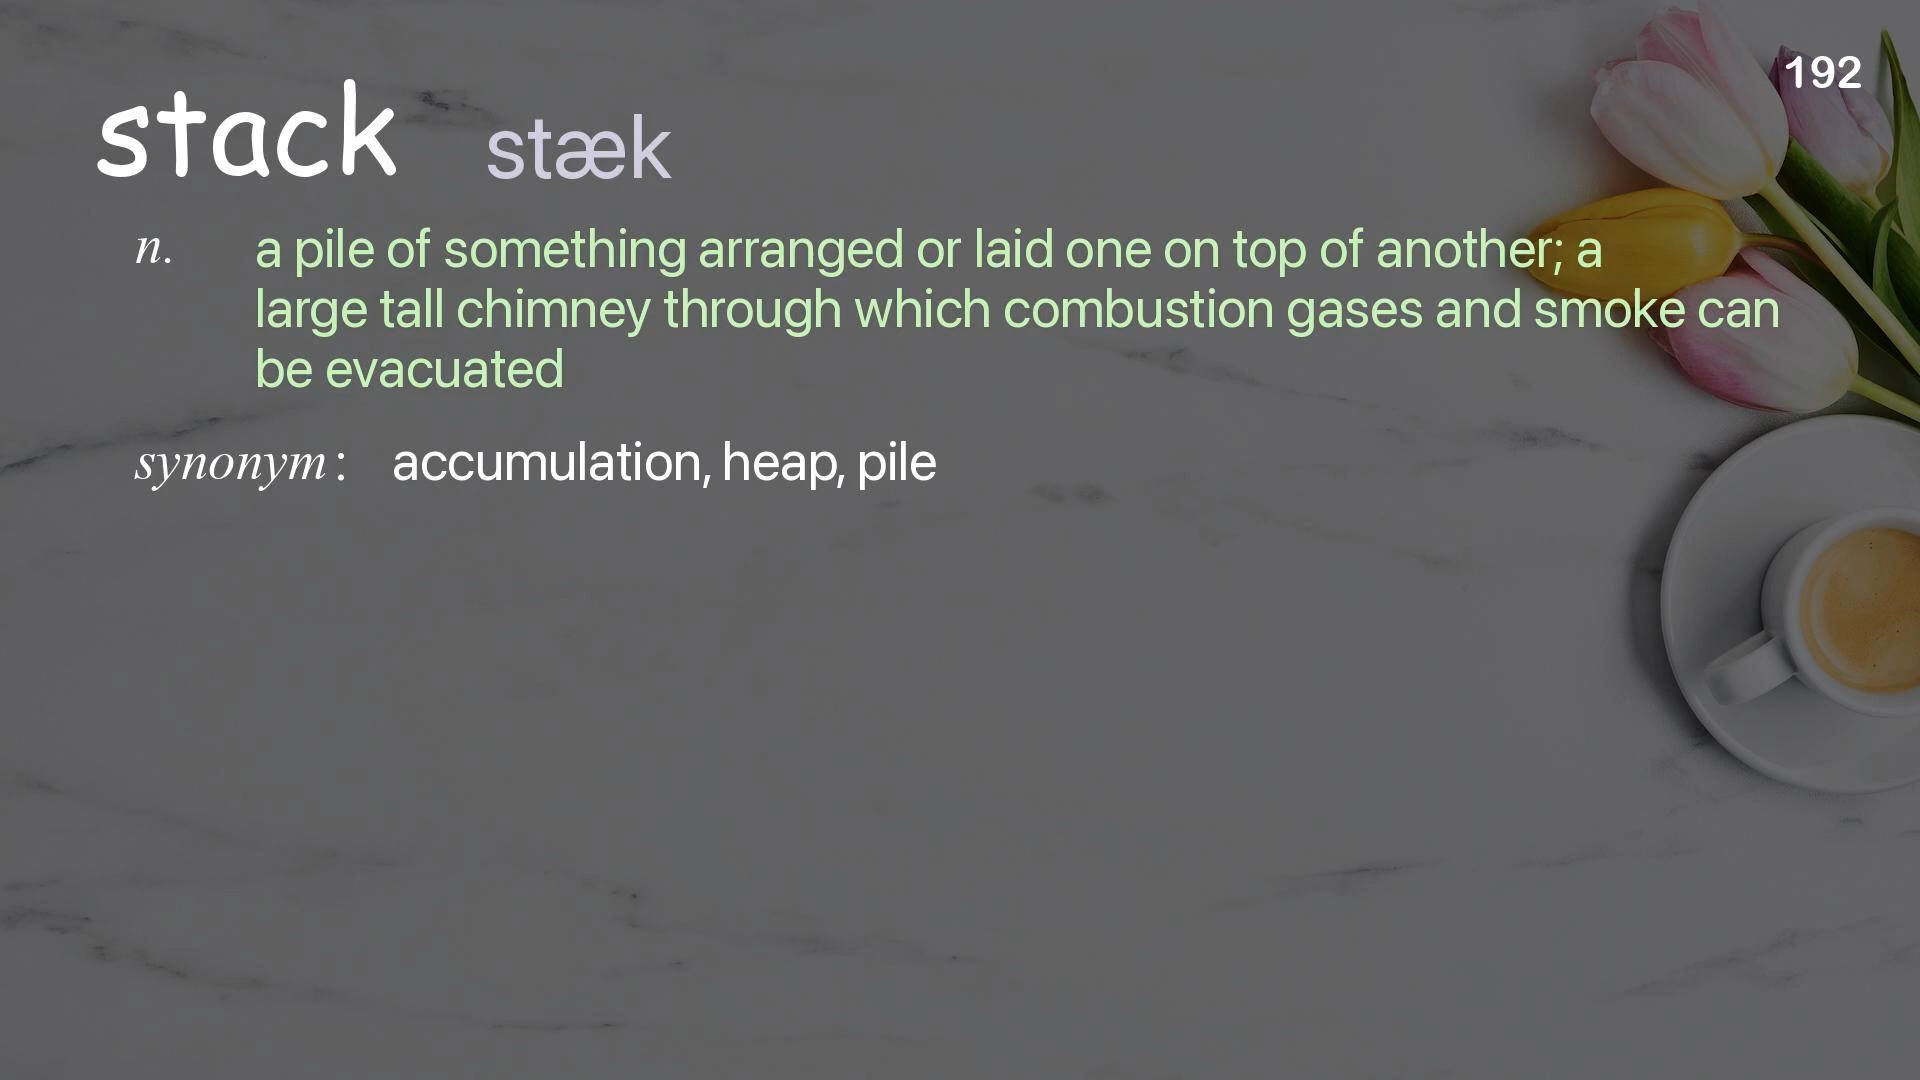 192
stack stæk
n. a pile of something arranged or laid one on top of another; a
large tall chimney through which combustion gases and smoke can
be evacuated
synonym: accumulation, heap, pile